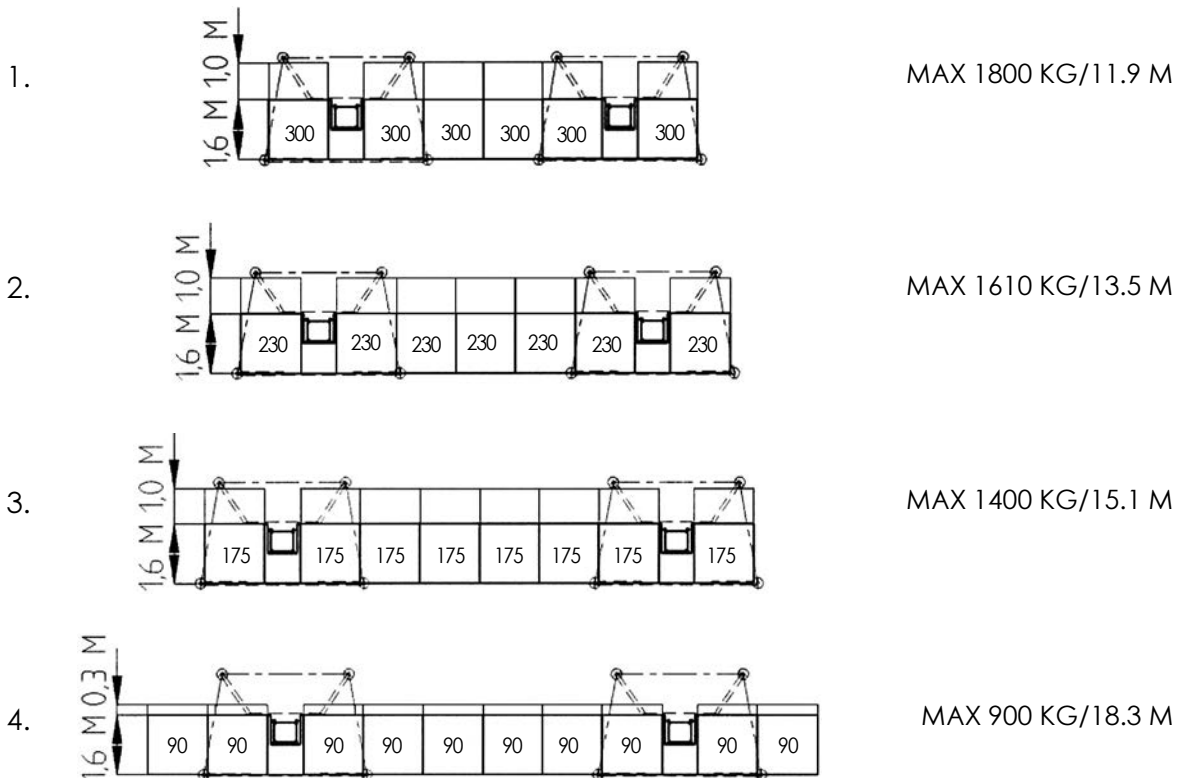 1.
1,6 M 1,0 M
300 300 300 300 300 300
MAX 1800 KG/11.9 M
2.
1,6 M 1,0 M
230 230 230 230 230 230 230
MAX 1610 KG/13.5 M
3.
1,6 M 1,0 M
175 175 175 175 175 175 175 175
MAX 1400 KG/15.1 M
4.
1,6 M 0,3 M
90 90 90 90 90 90 90 90 90 90
MAX 900 KG/18.3 M